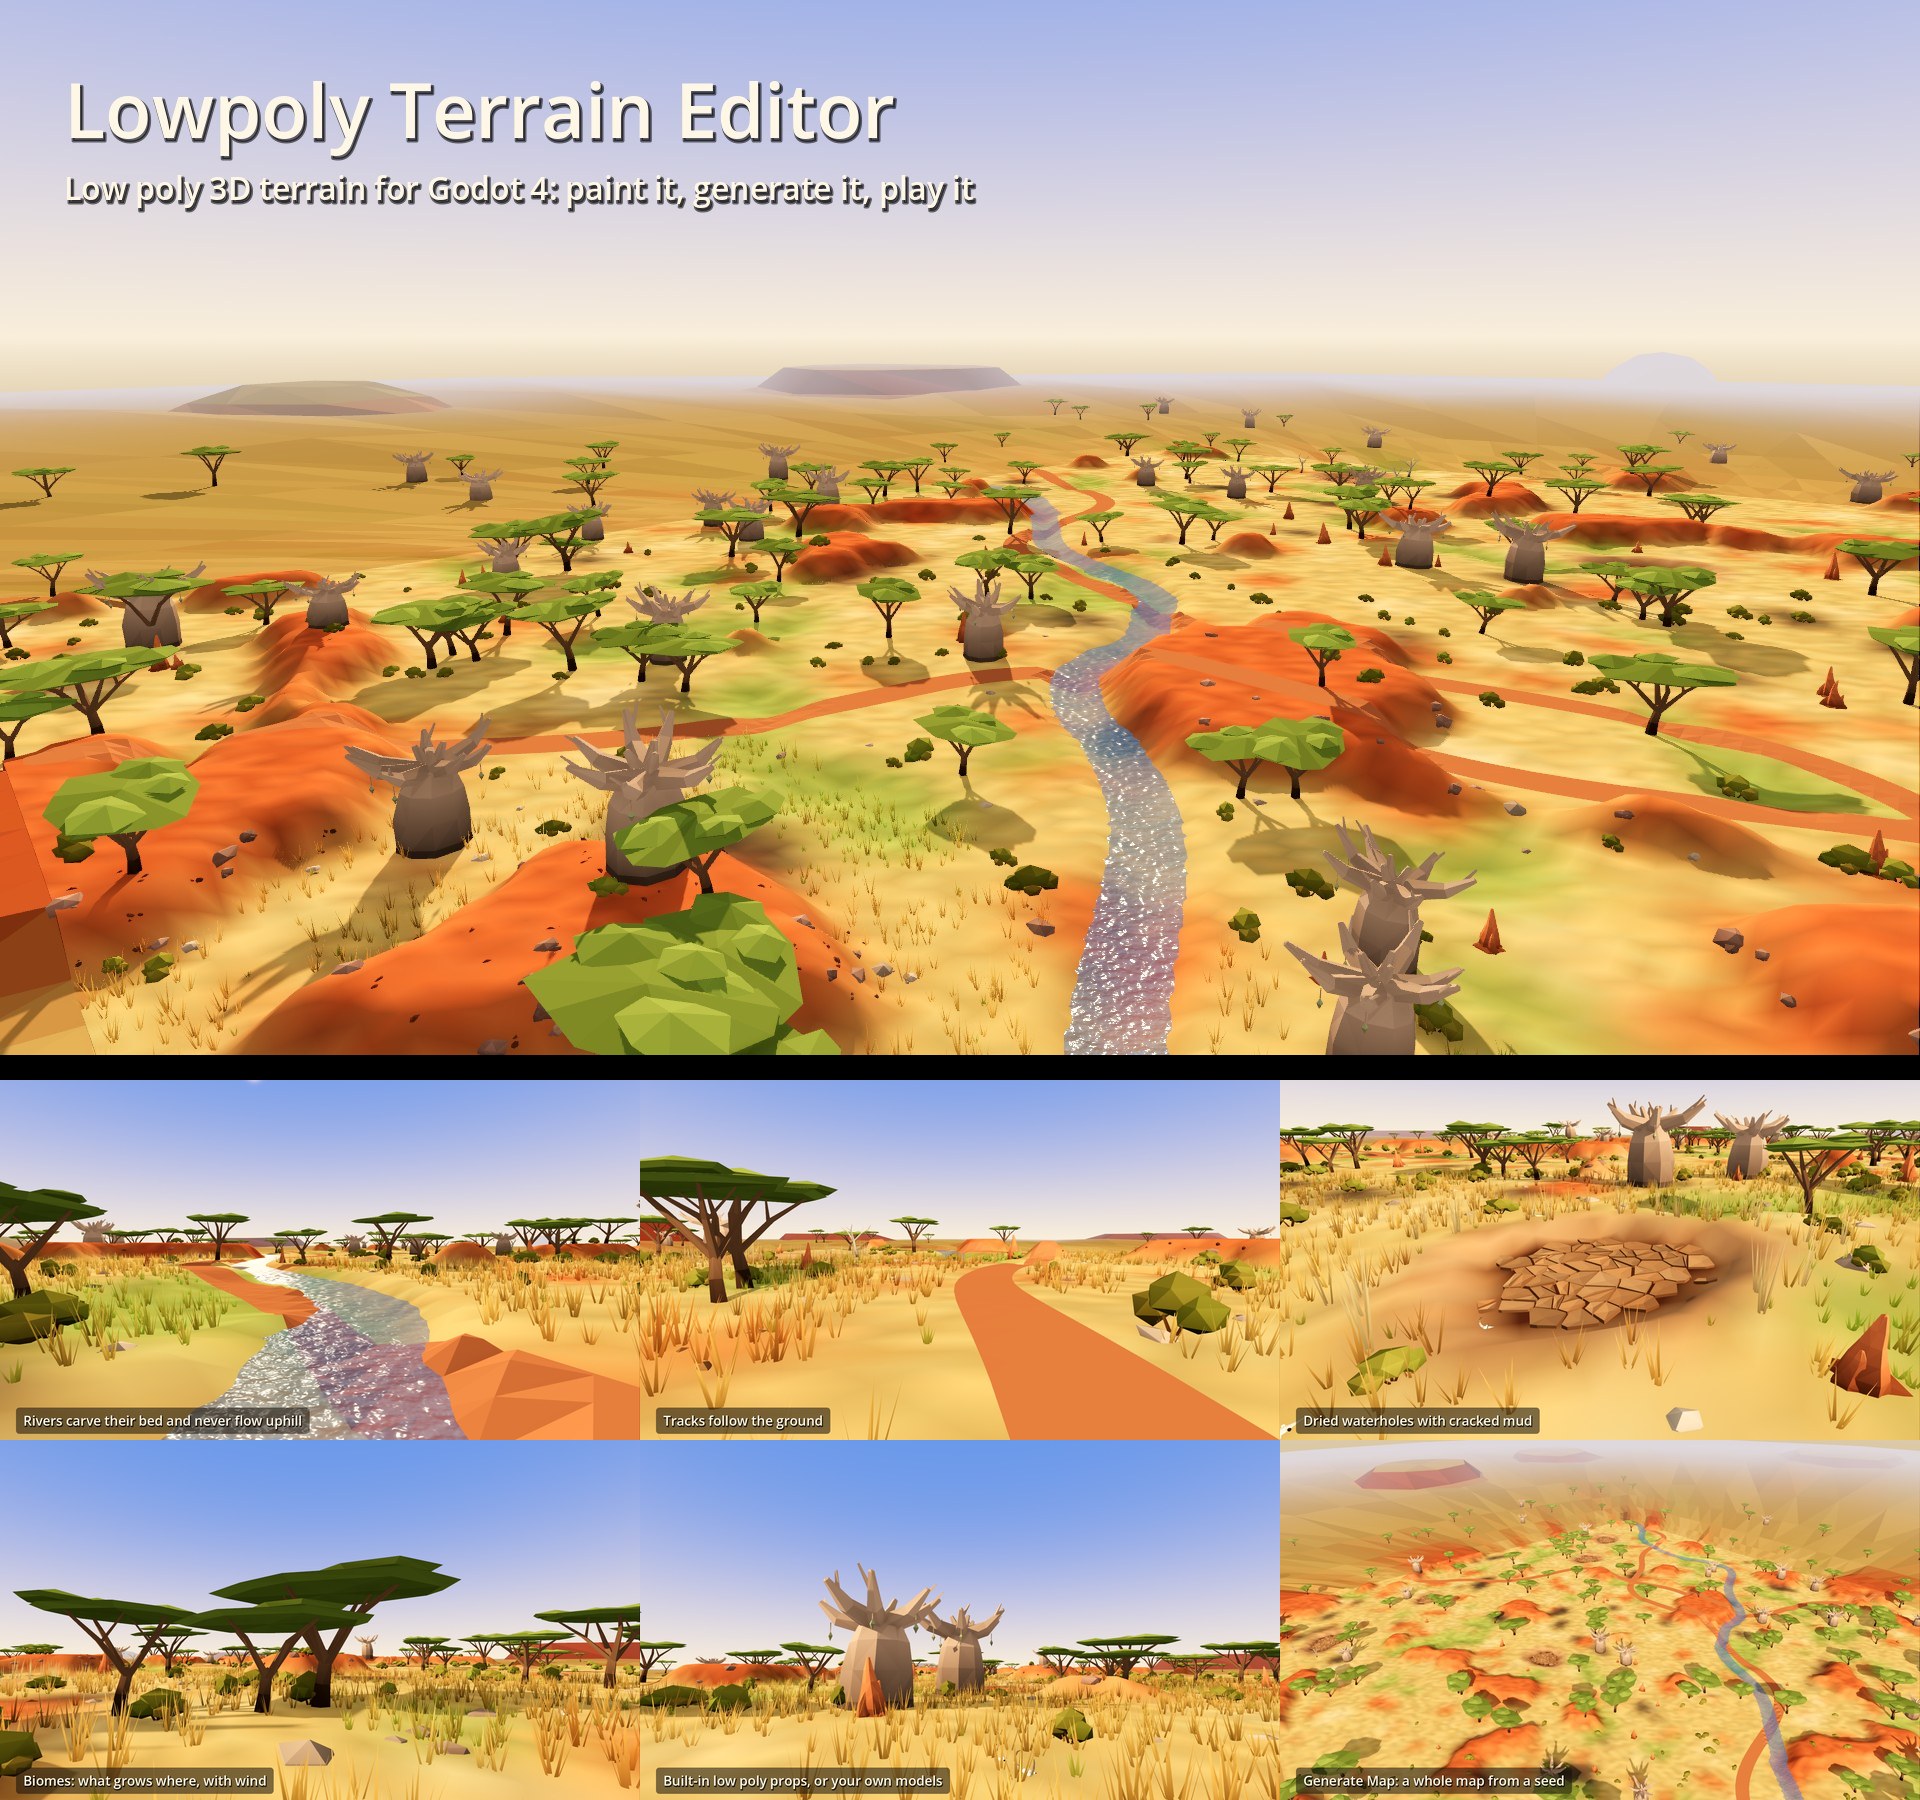 Lowpoly Terrain Editor
Low poly 3D terrain for Godot 4: paint it, generate it, play it
Rivers carve their bed and never flow uphill
Tracks follow the ground
Dried waterholes with cracked mud
Biomes: what grows where, with wind
Built-in low poly props, or your own models
Generate Map: a whole map from a seed